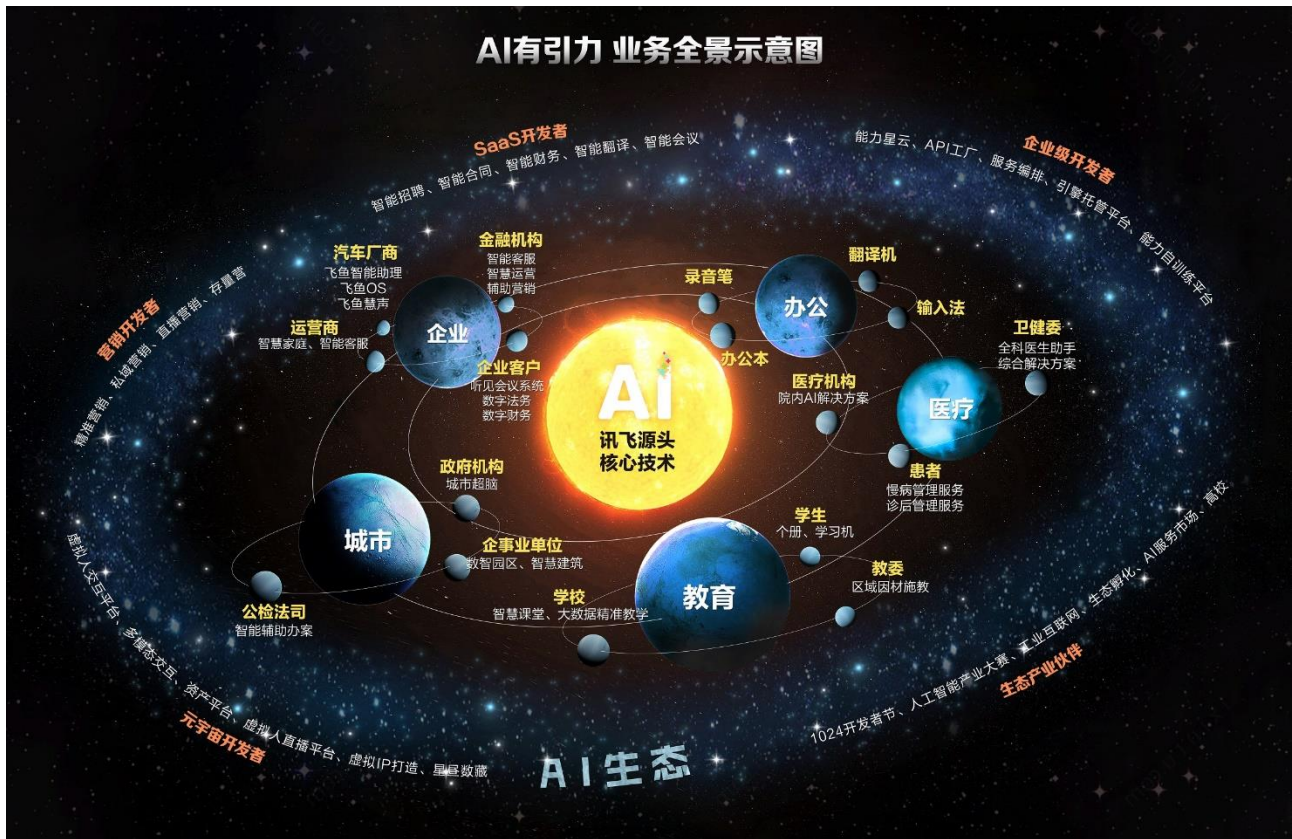 AI有引力 业务全景示意图
SaaS开发者
智能招聘、智能合同、智能财务、智能翻译、智能会议
企业级开发者
能力星云、API工厂、服务编排、引擎托管平台、能力自训练平台
营销开发者
精准营销、私域营销、直播营销、存量营
汽车厂商
飞鱼智能助理
飞鱼OS
飞鱼慧声
金融机构
智能客服
智慧运营
辅助营销
运营商
智慧家庭、智能客服
企业
企业客户
听见会议系统
数字法务
数字财务
录音笔
办公本
办公
翻译机
输入法
AI
讯飞源头
核心技术
医疗机构
院内AI解决方案
医疗
卫健委
全科医生助手
综合解决方案
患者
慢病管理服务
诊后管理服务
政府机构
城市超脑
城市
企事业单位
数智园区、智慧建筑
公检法司
智能辅助办案
学生
个册、学习机
教委
区域因材施教
学校
智慧课堂、大数据精准教学
教育
虚拟人交互平台、多模态交互、资产平台、虚拟人直播平台、虚拟IP打造、星昼数藏
元宇宙开发者
1024开发者节、人工智能产业大赛、工业互联网、生态孵化、AI服务市场、高校
生态产业伙伴
AI生态